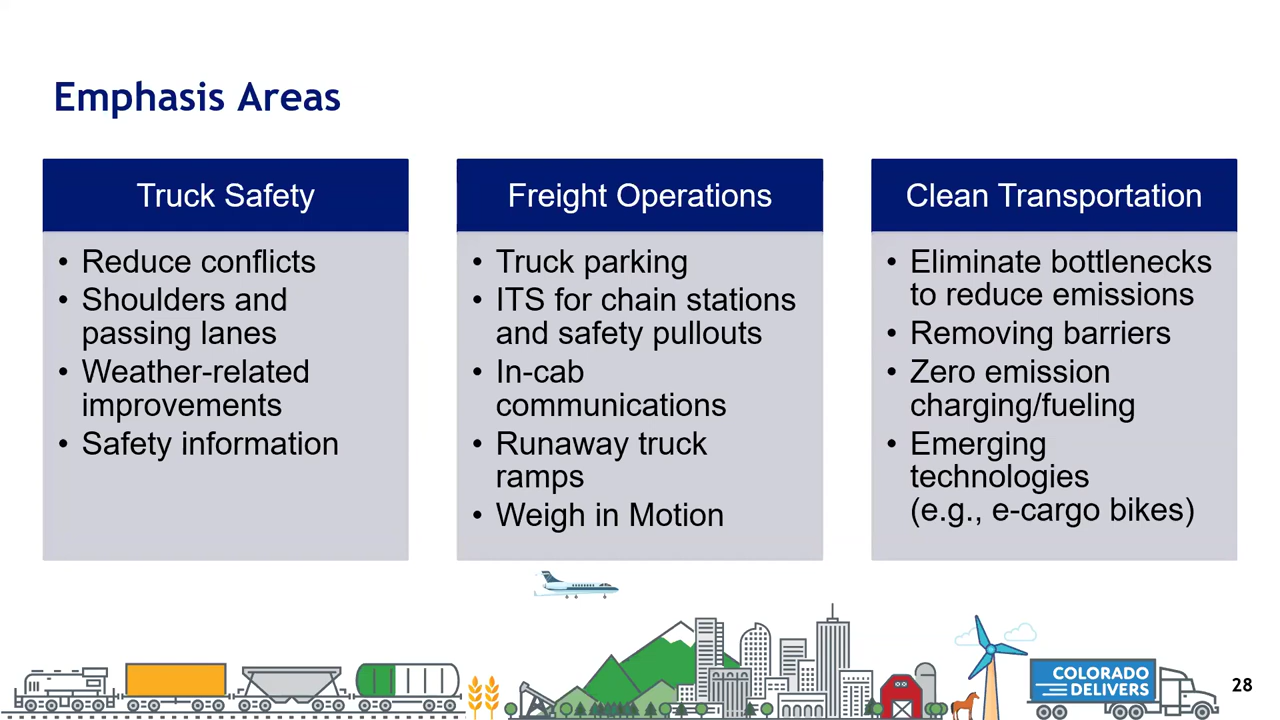 Emphasis Areas
Truck Safety
• Reduce conflicts
• Shoulders and
passing lanes
• Weather-related
improvements
• Safety information
Freight Operations
• Truck parking
• ITS for chain stations
and safety pullouts
• In-cab
communications
• Runaway truck
ramps
• Weigh in Motion
Clean Transportation
• Eliminate bottlenecks
to reduce emissions
• Removing barriers
• Zero emission
charging/fueling
• Emerging
technologies
(e.g., e-cargo bikes)
COLORADO
DELIVERS
28